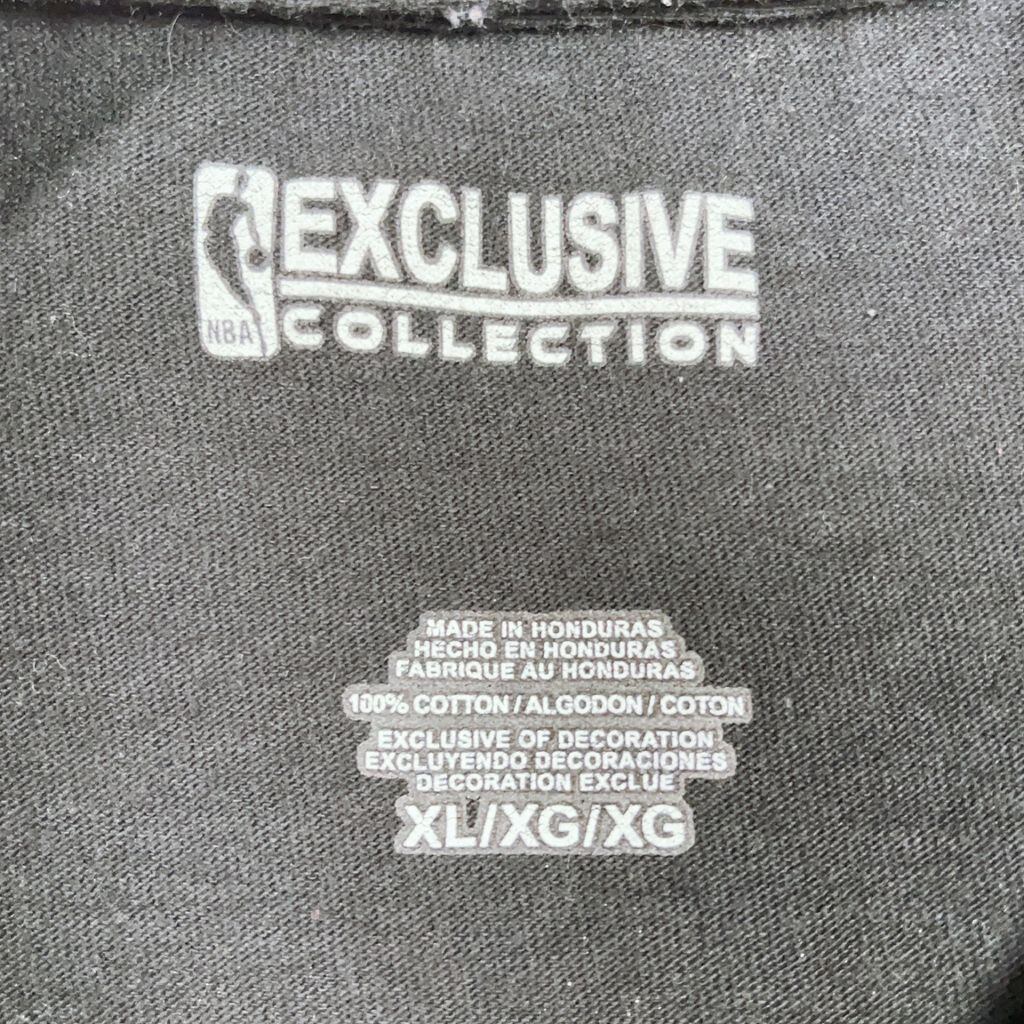 NBA
EXCLUSIVE
COLLECTION
MADE IN HONDURAS
HECHO EN HONDURAS
FABRIQUE AU HONDURAS
100% COTTON / ALGODON / COTON
EXCLUSIVE OF DECORATION
EXCLUYENDO DECORACIONES
DECORATION EXCLUE
XL/XG/XG